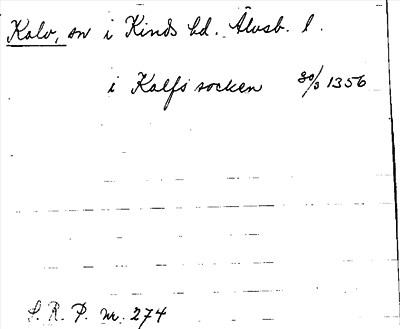 Kalv, sn i Kinds hd. Älvsb. l.
i Kalfs socken 30/3 1356
S. R. P. nr. 274